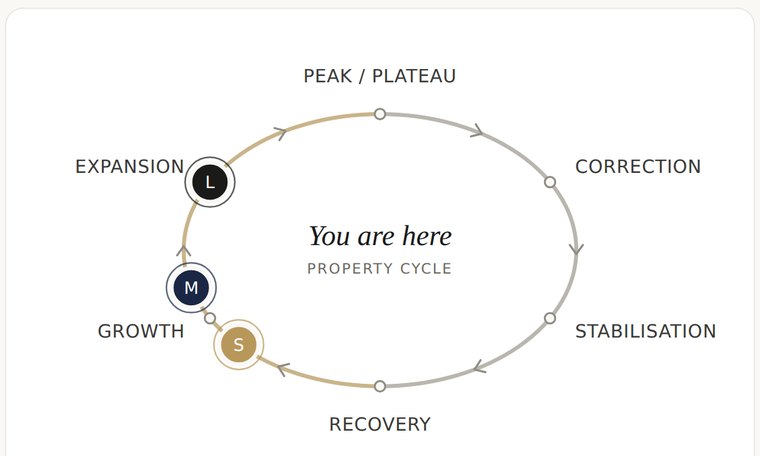 PEAK / PLATEAU
EXPANSION
L
CORRECTION
You are here
PROPERTY CYCLE
M
GROWTH
S
STABILISATION
RECOVERY